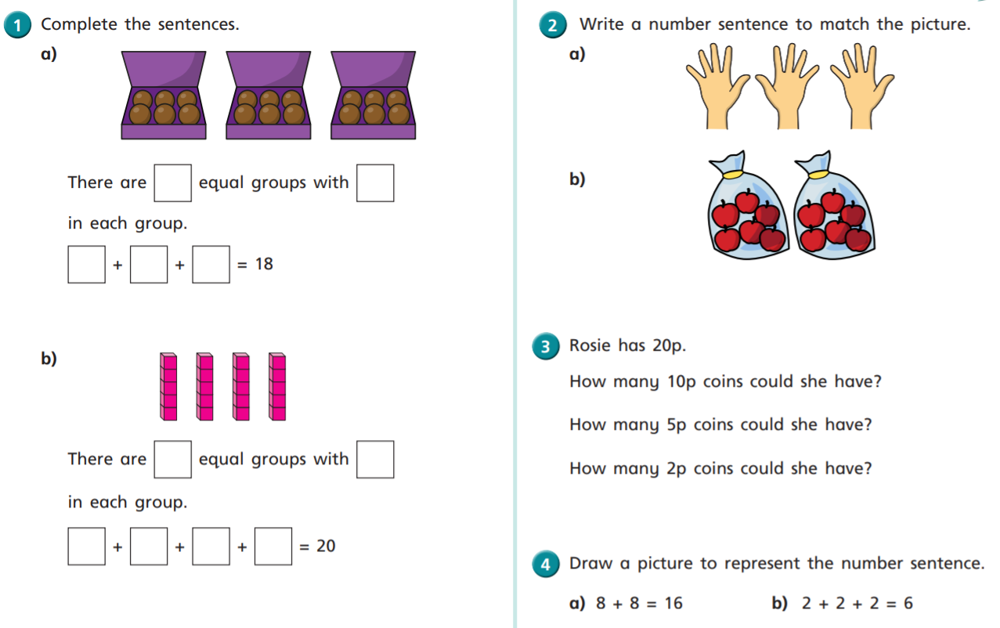 1 Complete the sentences.
a)
There are equal groups with
in each group.
+ + = 18
b)
There are equal groups with
in each group.
+ + + = 20
2 Write a number sentence to match the picture.
a)
b)
3 Rosie has 20p.
How many 10p coins could she have?
How many 5p coins could she have?
How many 2p coins could she have?
4 Draw a picture to represent the number sentence.
a) 8 + 8 = 16 b) 2 + 2 + 2 = 6